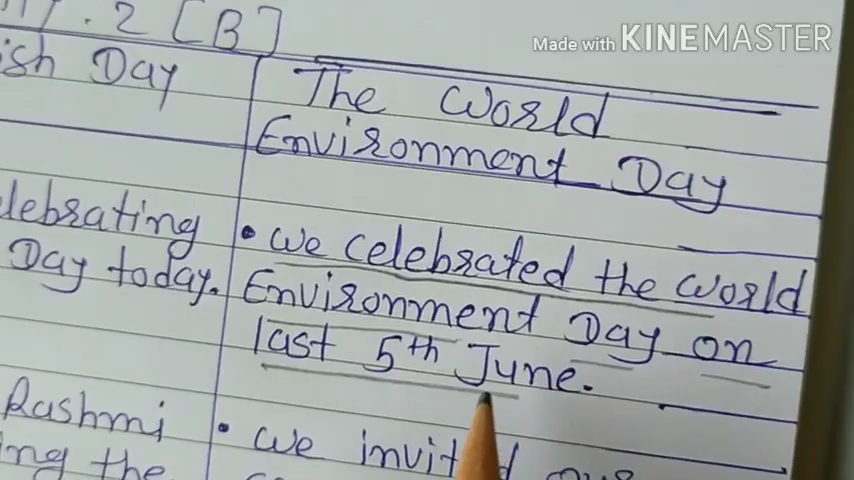 Made with KINEMASTER
.2 [B]
ish Day
The World
Environment Day
lebrating
Day today.
• We celebrated the World
Environment Day on
last 5th June.
Rashmi
ing the
• We invit